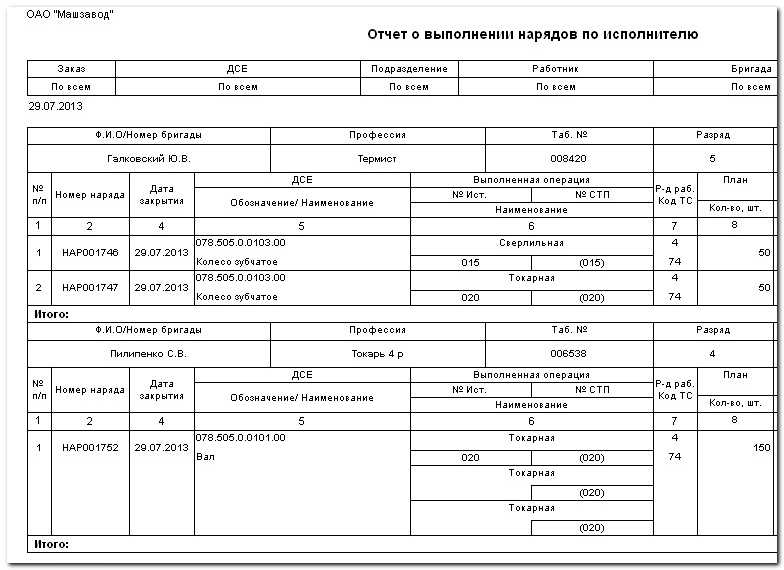 ОАО "Машзавод"
Отчет о выполнении нарядов по исполнителю
Заказ ДСЕ Подразделение Работник Бригада
По всем По всем По всем По всем По всем
29.07.2013
Ф.И.О/Номер бригады Профессия Таб. № Разряд
Галковский Ю.В. Термист 008420 5
№ п/п Номер наряда Дата закрытия ДСЕ Выполненная операция Р-д раб. Код ТС План
Обозначение/ Наименование № Ист. № СТП
Наименование Кол-во, шт.
1 2 4 5 6 7 8
1 НАР001746 29.07.2013 078.505.0.0103.00 Сверлильная 4 50
Колесо зубчатое 015 (015) 74
2 НАР001747 29.07.2013 078.505.0.0103.00 Токарная 4 50
Колесо зубчатое 020 (020) 74
Итого:
Ф.И.О/Номер бригады Профессия Таб. № Разряд
Пилипенко С.В. Токарь 4 р 006538 4
№ п/п Номер наряда Дата закрытия ДСЕ Выполненная операция Р-д раб. Код ТС План
Обозначение/ Наименование № Ист. № СТП
Наименование Кол-во, шт.
1 2 4 5 6 7 8
1 НАР001752 29.07.2013 078.505.0.0101.00 Токарная 4 150
Вал 020 (020) 74
Токарная
(020)
Токарная
(020)
Итого: